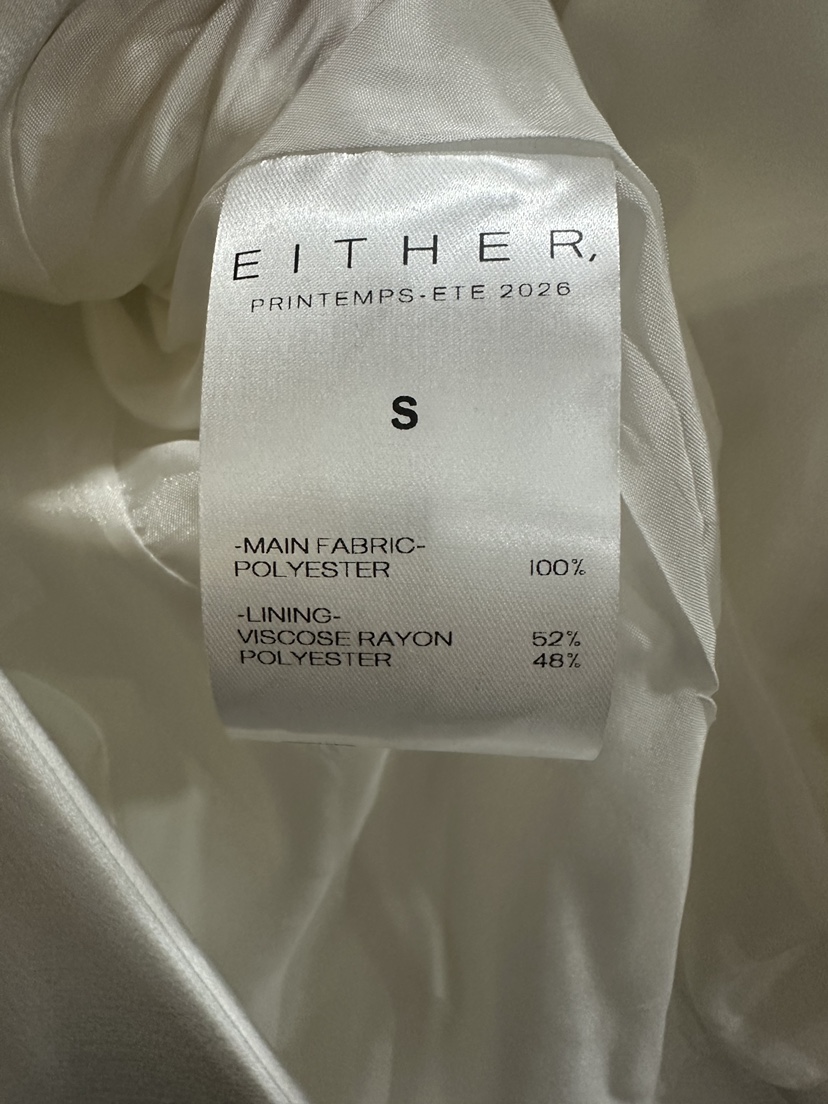 EITHER,
PRINTEMPS-ETE 2026
S
-MAIN FABRIC-
POLYESTER 100%
-LINING-
VISCOSE RAYON 52%
POLYESTER 48%